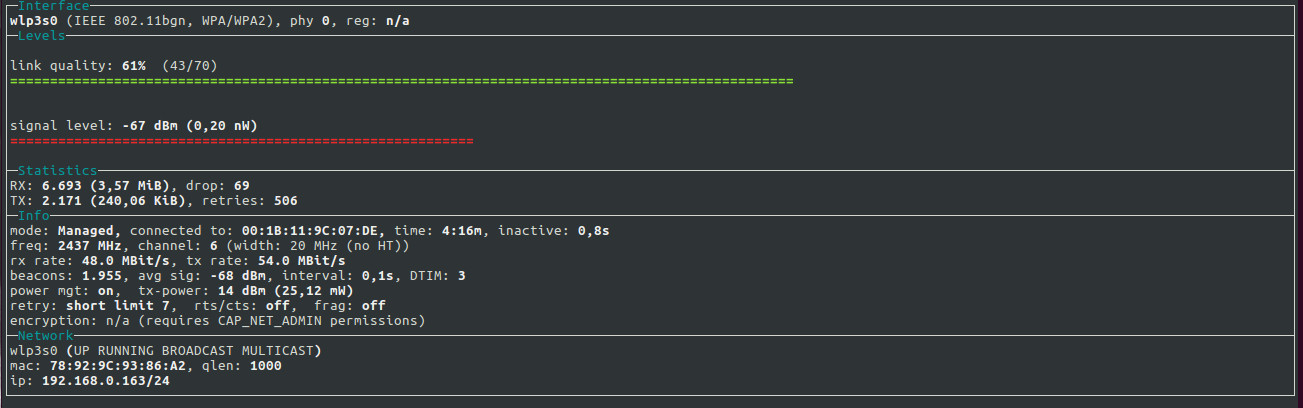 Interface
wlp3s0 (IEEE 802.11bgn, WPA/WPA2), phy 0, reg: n/a
Levels
link quality: 61%  (43/70)
==================================================================================================
signal level: -67 dBm (0,20 nW)
==========================================================
Statistics
RX: 6.693 (3,57 MiB), drop: 69
TX: 2.171 (240,06 KiB), retries: 506
Info
mode: Managed, connected to: 00:1B:11:9C:07:DE, time: 4:16m, inactive: 0,8s
freq: 2437 MHz, channel: 6 (width: 20 MHz (no HT))
rx rate: 48.0 MBit/s, tx rate: 54.0 MBit/s
beacons: 1.955, avg sig: -68 dBm, interval: 0,1s, DTIM: 3
power mgt: on,  tx-power: 14 dBm (25,12 mW)
retry: short limit 7,  rts/cts: off,  frag: off
encryption: n/a (requires CAP_NET_ADMIN permissions)
Network
wlp3s0 (UP RUNNING BROADCAST MULTICAST)
mac: 78:92:9C:93:86:A2, qlen: 1000
ip: 192.168.0.163/24